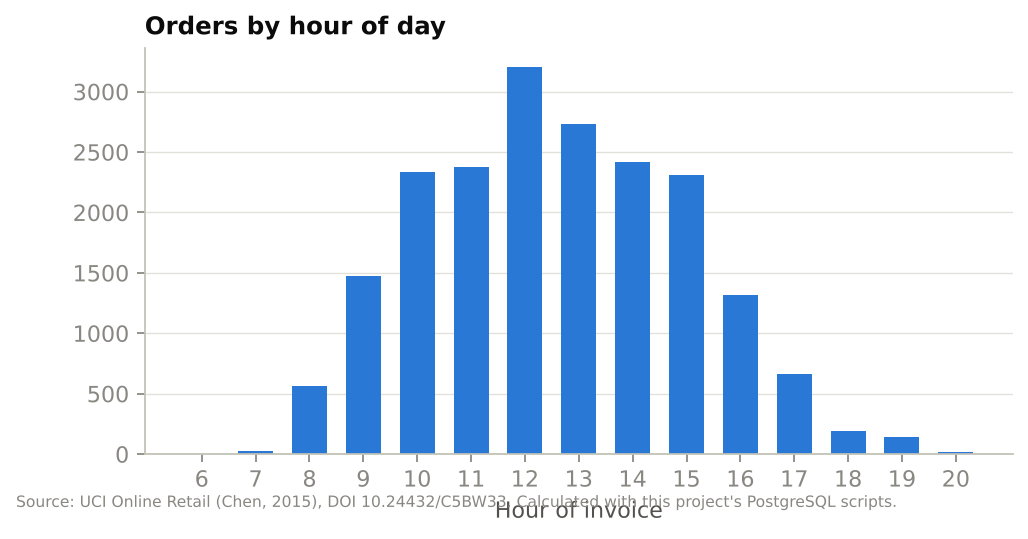 Orders by hour of day
3000
2500
2000
1500
1000
500
0
6 7 8 9 10 11 12 13 14 15 16 17 18 19 20
Source: UCI Online Retail (Chen, 2015), DOI 10.24432/C5BW33. Calculated with this project's PostgreSQL scripts.
Hour of invoice